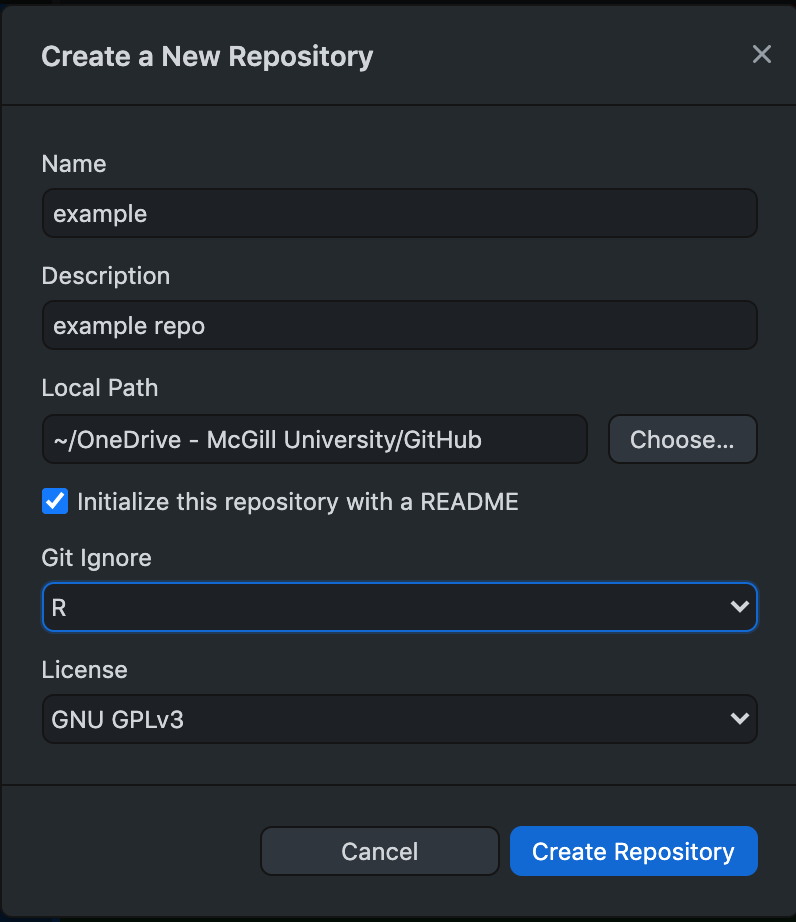 Create a New Repository
Name
example
Description
example repo
Local Path
~/OneDrive - McGill University/GitHub
Choose...
Initialize this repository with a README
Git Ignore
R
License
GNU GPLv3
Cancel
Create Repository